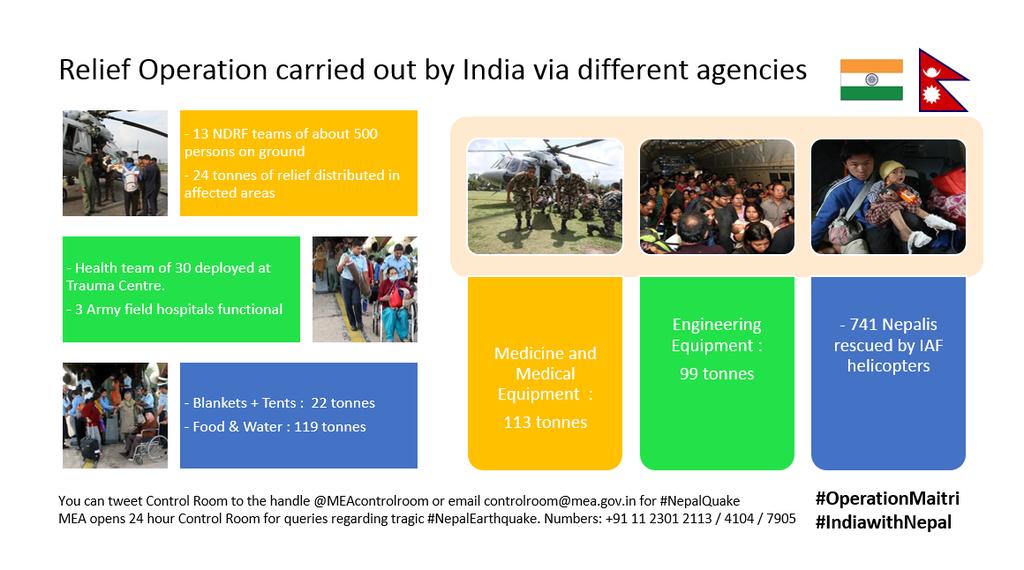 Relief Operation carried out by India via different agencies
- 13 NDRF teams of about 500
persons on ground
- 24 tonnes of relief distributed in
affected areas
- Health team of 30 deployed at
Trauma Centre.
- 3 Army field hospitals functional
- Blankets + Tents : 22 tonnes
- Food & Water : 119 tonnes
Medicine and
Medical
Equipment :
113 tonnes
Engineering
Equipment :
99 tonnes
- 741 Nepalis
rescued by IAF
helicopters
You can tweet Control Room to the handle @MEAcontrolroom or email controlroom@mea.gov.in for #NepalQuake
MEA opens 24 hour Control Room for queries regarding tragic #NepalEarthquake. Numbers: +91 11 2301 2113 / 4104 / 7905
#OperationMaitri
#IndiawithNepal